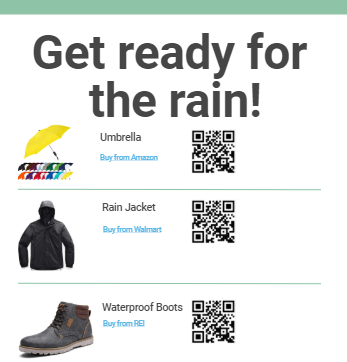 Get ready for
the rain!
Umbrella
Buy from Amazon
Rain Jacket
Buy from Walmart
Waterproof Boots
Buy from REI